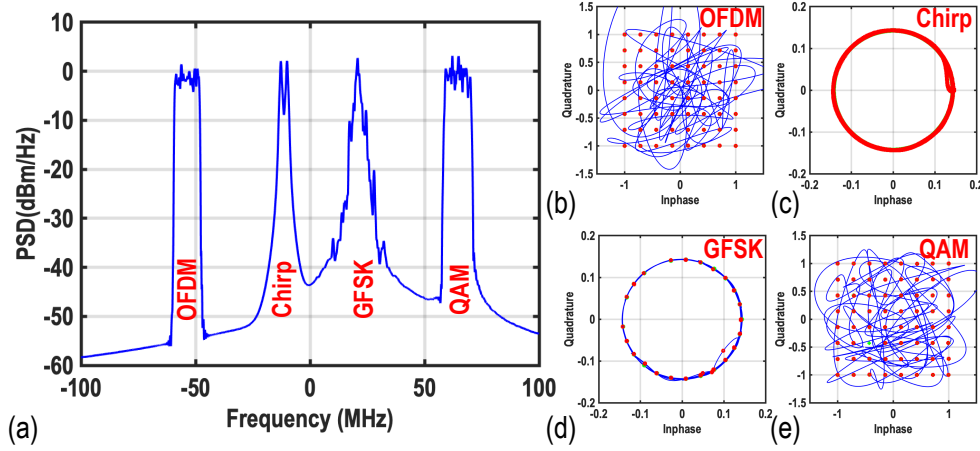 10
0
-10
-20
-30
-40
-50
-60
-100
-50
0
50
100
PSD(dBm/Hz)
Frequency (MHz)
OFDM
Chirp
GFSK
QAM
(a)
OFDM
1.5
1
0.5
0
-0.5
-1
-1.5
-1
0
1
Quadrature
Inphase
(b)
Chirp
0.2
0.1
0
-0.1
-0.2
-0.2
-0.1
0
0.1
0.2
Quadrature
Inphase
(c)
GFSK
0.2
0.1
0
-0.1
-0.2
-0.2
-0.1
0
0.1
0.2
Quadrature
Inphase
(d)
QAM
1.5
1
0.5
0
-0.5
-1
-1.5
-1
0
1
Quadrature
Inphase
(e)